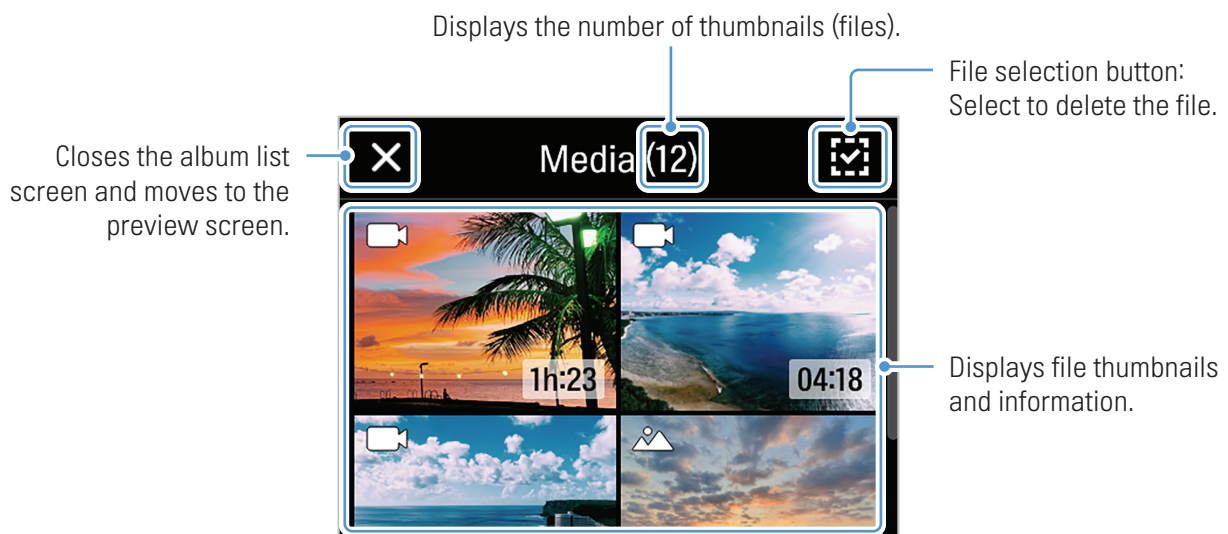 Displays the number of thumbnails (files).
File selection button:
Select to delete the file.
Closes the album list
screen and moves to the
preview screen.
Media (12)
1h:23
04:18
Displays file thumbnails
and information.